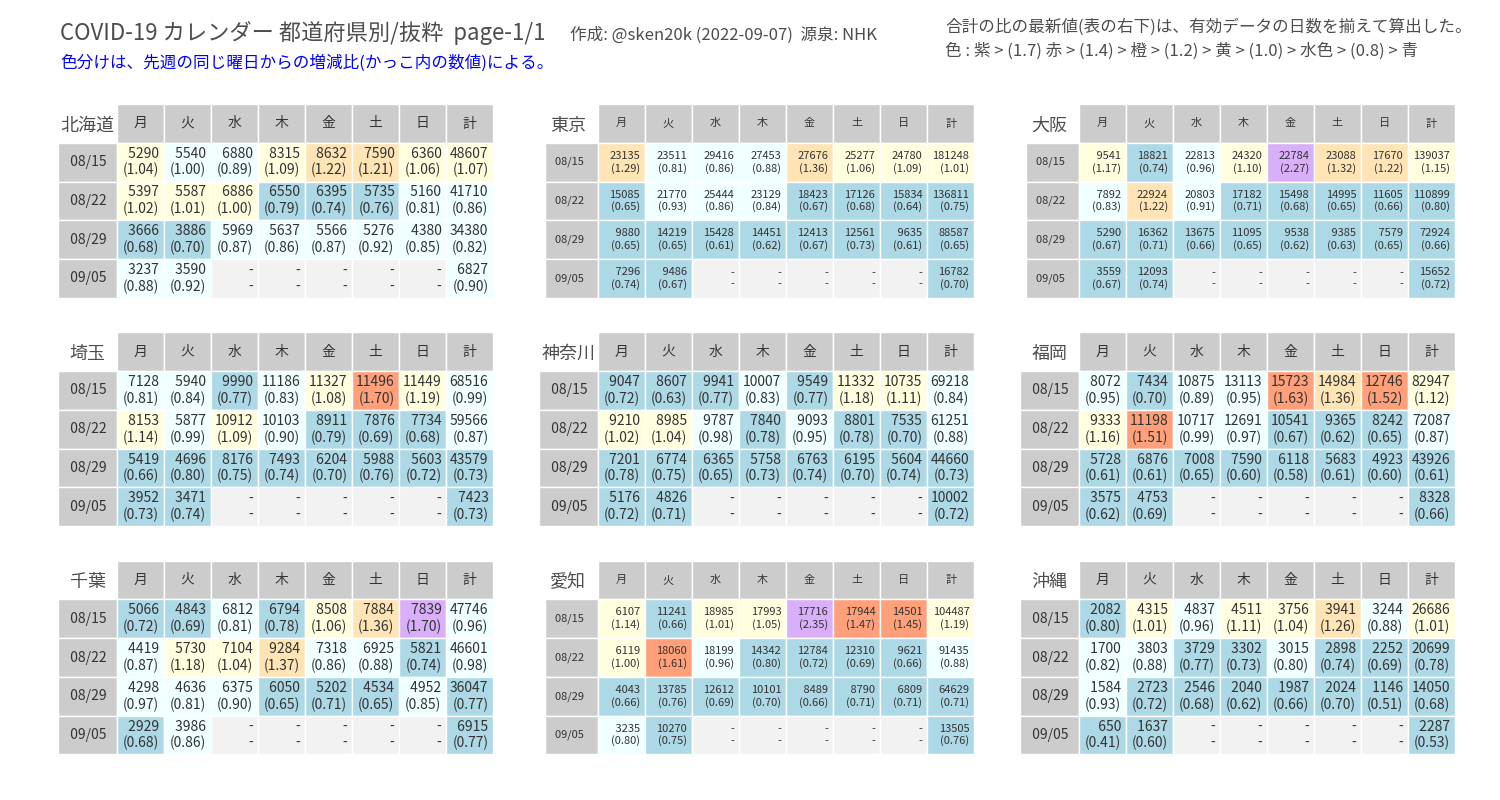 COVID-19 カレンダー 都道府県別/抜粋 page-1/1 作成: @sken20k (2022-09-07) 源泉: NHK
色分けは、先週の同じ曜日からの増減比(かっこ内の数値)による。
合計の比の最新値(表の右下)は、有効データの日数を揃えて算出した。
色 : 紫 > (1.7) 赤 > (1.4) > 橙 > (1.2) > 黄 > (1.0) > 水色 > (0.8) > 青
北海道 月 火 水 木 金 土 日 計
08/15 5290 5540 6880 8315 8632 7590 6360 48607
(1.04) (1.00) (0.89) (1.09) (1.22) (1.21) (1.06) (1.07)
08/22 5397 5587 6886 6550 6395 5735 5160 41710
(1.02) (1.01) (1.00) (0.79) (0.74) (0.76) (0.81) (0.86)
08/29 3666 3886 5969 5637 5566 5276 4380 34380
(0.68) (0.70) (0.87) (0.86) (0.87) (0.92) (0.85) (0.82)
09/05 3237 3590 - - - - - 6827
(0.88) (0.92) - - - - - (0.90)
東京 月 火 水 木 金 土 日 計
08/15 23135 23511 29416 27453 27676 25277 24780 181248
(1.29) (0.81) (0.86) (0.88) (1.36) (1.06) (1.09) (1.01)
08/22 15085 21770 25444 23129 18423 17126 15834 136811
(0.65) (0.93) (0.86) (0.84) (0.67) (0.68) (0.64) (0.75)
08/29 9880 14219 15428 14451 12413 12561 9635 88587
(0.65) (0.65) (0.61) (0.62) (0.67) (0.73) (0.61) (0.65)
09/05 7296 9486 - - - - - 16782
(0.74) (0.67) - - - - - (0.70)
大阪 月 火 水 木 金 土 日 計
08/15 9541 18821 22813 24320 22784 23088 17670 139037
(1.17) (0.74) (0.96) (1.10) (2.27) (1.32) (1.22) (1.15)
08/22 7892 22924 20803 17182 15498 14995 11605 110899
(0.83) (1.22) (0.91) (0.71) (0.68) (0.65) (0.66) (0.80)
08/29 5290 16362 13675 11095 9538 9385 7579 72924
(0.67) (0.71) (0.66) (0.65) (0.62) (0.63) (0.65) (0.66)
09/05 3559 12093 - - - - - 15652
(0.67) (0.74) - - - - - (0.72)
埼玉 月 火 水 木 金 土 日 計
08/15 7128 5940 9990 11186 11327 11496 11449 68516
(0.81) (0.84) (0.77) (0.83) (1.08) (1.70) (1.19) (0.99)
08/22 8153 5877 10912 10103 8911 7876 7734 59566
(1.14) (0.99) (1.09) (0.90) (0.79) (0.69) (0.68) (0.87)
08/29 5419 4696 8176 7493 6204 5988 5603 43579
(0.66) (0.80) (0.75) (0.74) (0.70) (0.76) (0.72) (0.73)
09/05 3952 3471 - - - - - 7423
(0.73) (0.74) - - - - - (0.73)
神奈川 月 火 水 木 金 土 日 計
08/15 9047 8607 9941 10007 9549 11332 10735 69218
(0.72) (0.63) (0.77) (0.83) (0.77) (1.18) (1.11) (0.84)
08/22 9210 8985 9787 7840 9093 8801 7535 61251
(1.02) (1.04) (0.98) (0.78) (0.95) (0.78) (0.70) (0.88)
08/29 7201 6774 6365 5758 6763 6195 5604 44660
(0.78) (0.75) (0.65) (0.73) (0.74) (0.70) (0.74) (0.73)
09/05 5176 4826 - - - - - 10002
(0.72) (0.71) - - - - - (0.72)
福岡 月 火 水 木 金 土 日 計
08/15 8072 7434 10875 13113 15723 14984 12746 82947
(0.95) (0.70) (0.89) (0.95) (1.63) (1.36) (1.52) (1.12)
08/22 9333 11198 10717 12691 10541 9365 8242 72087
(1.16) (1.51) (0.99) (0.97) (0.67) (0.62) (0.65) (0.87)
08/29 5728 6876 7008 7590 6118 5683 4923 43926
(0.61) (0.61) (0.65) (0.60) (0.58) (0.61) (0.60) (0.61)
09/05 3575 4753 - - - - - 8328
(0.62) (0.69) - - - - - (0.66)
千葉 月 火 水 木 金 土 日 計
08/15 5066 4843 6812 6794 8508 7884 7839 47746
(0.72) (0.69) (0.81) (0.78) (1.06) (1.36) (1.70) (0.96)
08/22 4419 5730 7104 9284 7318 6925 5821 46601
(0.87) (1.18) (1.04) (1.37) (0.86) (0.88) (0.74) (0.98)
08/29 4298 4636 6375 6050 5202 4534 4952 36047
(0.97) (0.81) (0.90) (0.65) (0.71) (0.65) (0.85) (0.77)
09/05 2929 3986 - - - - - 6915
(0.68) (0.86) - - - - - (0.77)
愛知 月 火 水 木 金 土 日 計
08/15 6107 11241 18985 17993 17716 17944 14501 104487
(1.14) (0.66) (1.01) (1.05) (2.35) (1.47) (1.45) (1.19)
08/22 6119 18060 18199 14342 12784 12310 9621 91435
(1.00) (1.61) (0.96) (0.80) (0.72) (0.69) (0.66) (0.88)
08/29 4043 13785 12612 10101 8489 8790 6809 64629
(0.66) (0.76) (0.69) (0.70) (0.66) (0.71) (0.71) (0.71)
09/05 3235 10270 - - - - - 13505
(0.80) (0.75) - - - - - (0.76)
沖縄 月 火 水 木 金 土 日 計
08/15 2082 4315 4837 4511 3756 3941 3244 26686
(0.80) (1.01) (0.96) (1.11) (1.04) (1.26) (0.88) (1.01)
08/22 1700 3803 3729 3302 3015 2898 2252 20699
(0.82) (0.88) (0.77) (0.73) (0.80) (0.74) (0.69) (0.78)
08/29 1584 2723 2546 2040 1987 2024 1146 14050
(0.93) (0.72) (0.68) (0.62) (0.66) (0.70) (0.51) (0.68)
09/05 650 1637 - - - - - 2287
(0.41) (0.60) - - - - - (0.53)